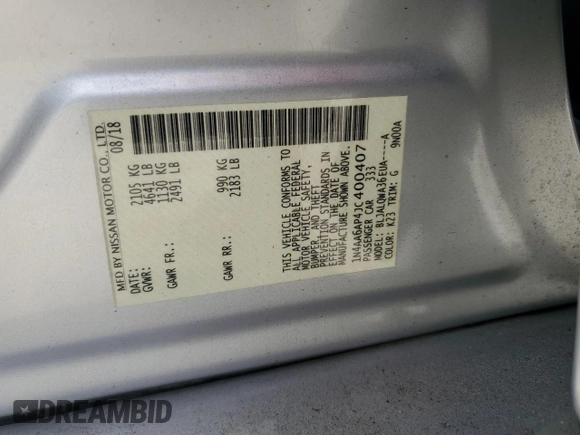 MFD BY NISSAN MOTOR CO., LTD.
DATE: 08/18
GVWR: 2105 KG
4641 LB
GAWR FR.: 1130 KG
2491 LB
GAWR RR.: 990 KG
2183 LB
THIS VEHICLE CONFORMS TO
ALL APPLICABLE FEDERAL
MOTOR VEHICLE SAFETY,
BUMPER, AND THEFT
PREVENTION STANDARDS IN
EFFECT ON THE DATE OF
MANUFACTURE SHOWN ABOVE.
1N4AA6AP4JC400407
PASSENGER CAR 333
MODEL: BLJALOWA36EUA----A
COLOR: K23 TRIM: G 9N00A
DREAMBID